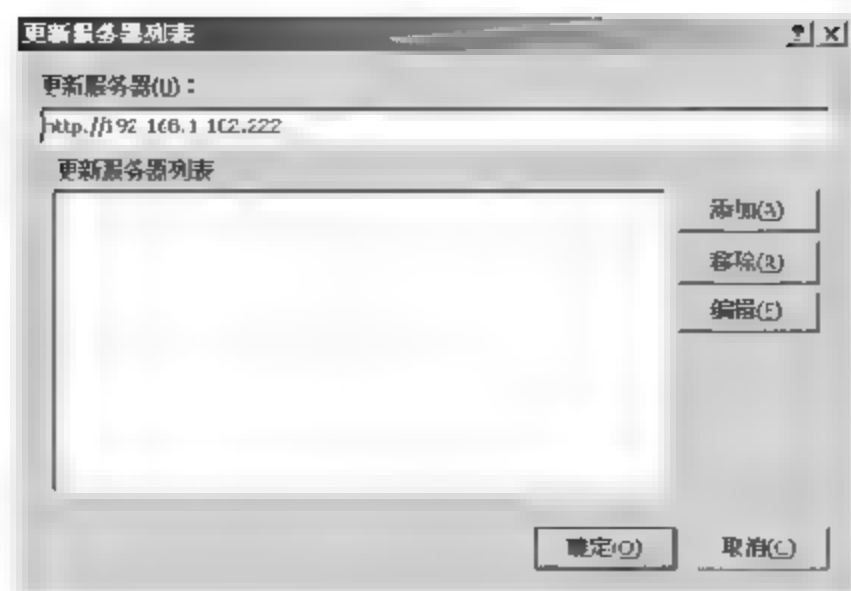 更新服务器列表
更新服务器(U)：
http://192.168.1.102:222
更新服务器列表
添加(A)
移除(R)
编辑(E)
确定(O)
取消(C)